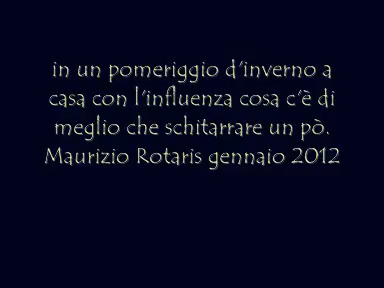 in un pomeriggio d'inverno a
casa con l'influenza cosa c'è di
meglio che schitarrare un pò.
Maurizio Rotaris gennaio 2012